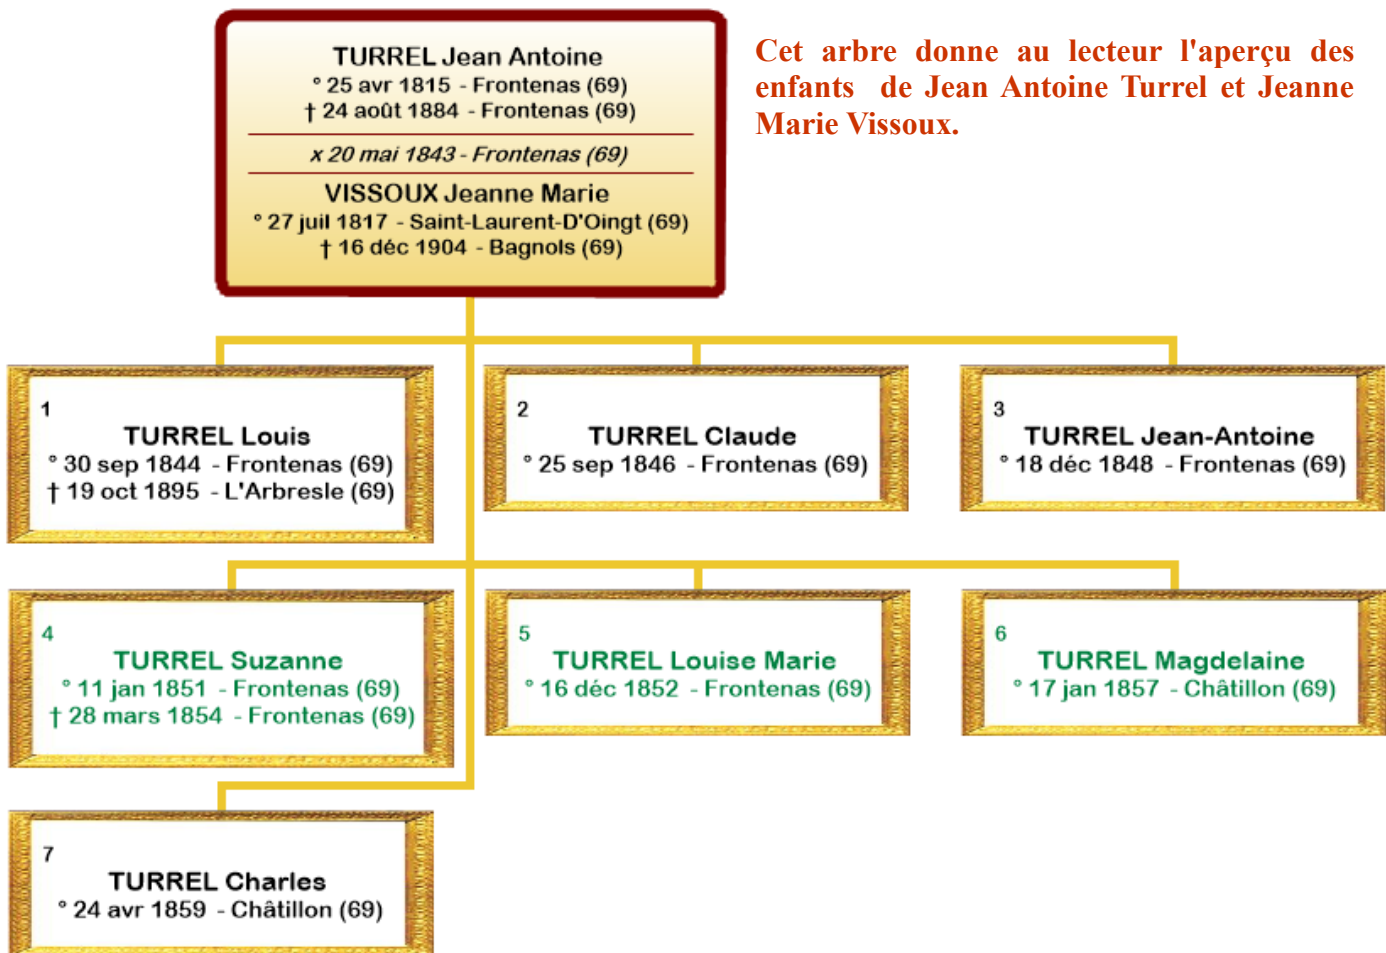 TURREL Jean Antoine
° 25 avr 1815 - Frontenas (69)
† 24 août 1884 - Frontenas (69)
x 20 mai 1843 - Frontenas (69)
VISSOUX Jeanne Marie
° 27 juil 1817 - Saint-Laurent-D'Oingt (69)
† 16 déc 1904 - Bagnols (69)
Cet arbre donne au lecteur l'aperçu des
enfants de Jean Antoine Turrel et Jeanne
Marie Vissoux.
1
TURREL Louis
° 30 sep 1844 - Frontenas (69)
† 19 oct 1895 - L'Arbresle (69)
2
TURREL Claude
° 25 sep 1846 - Frontenas (69)
3
TURREL Jean-Antoine
° 18 déc 1848 - Frontenas (69)
4
TURREL Suzanne
° 11 jan 1851 - Frontenas (69)
† 28 mars 1854 - Frontenas (69)
5
TURREL Louise Marie
° 16 déc 1852 - Frontenas (69)
6
TURREL Magdelaine
° 17 jan 1857 - Châtillon (69)
7
TURREL Charles
° 24 avr 1859 - Châtillon (69)